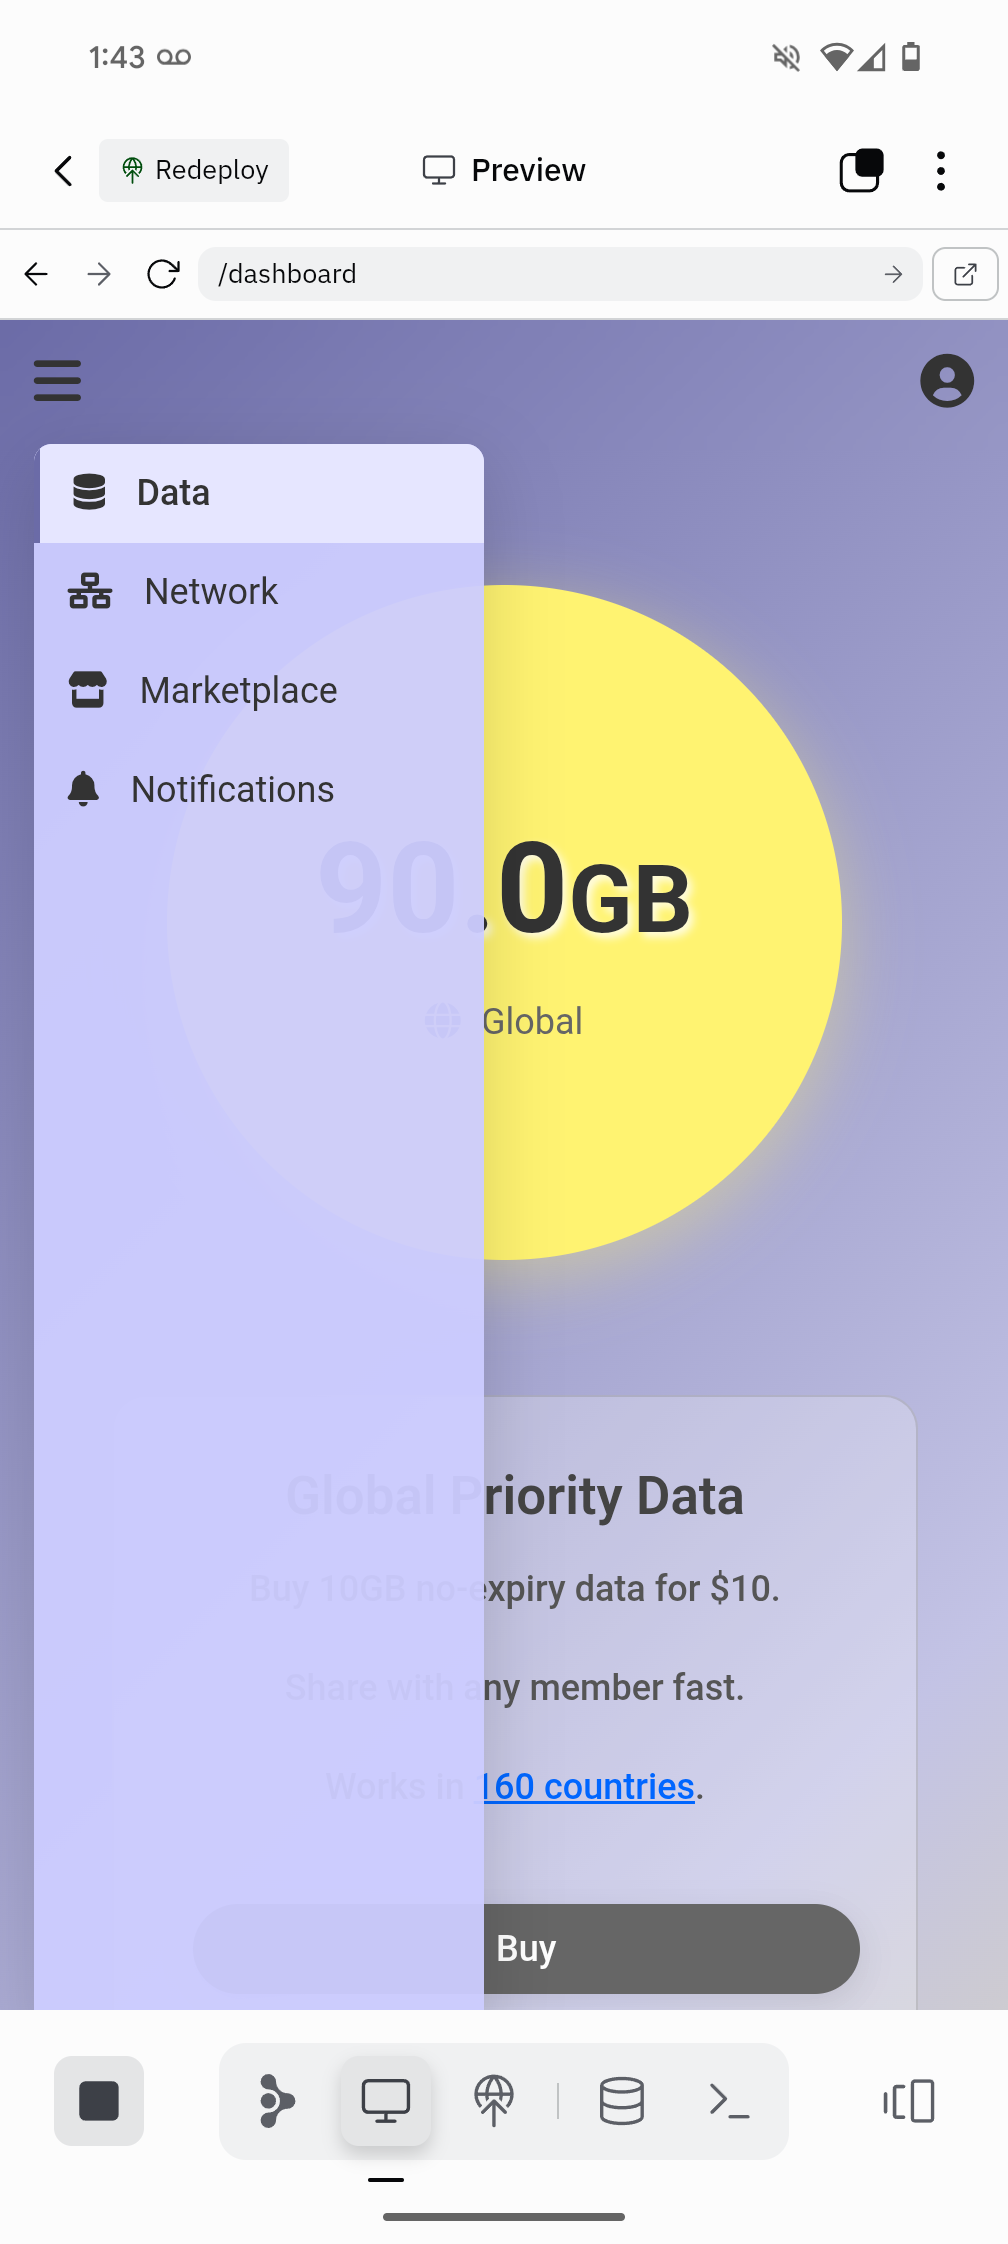 1:43
Redeploy
Preview
/dashboard
Data
Network
Marketplace
Notifications
90.0GB
Global
Global Priority Data
Buy 10GB no-expiry data for $10.
Share with any member fast.
Works in 160 countries.
Buy